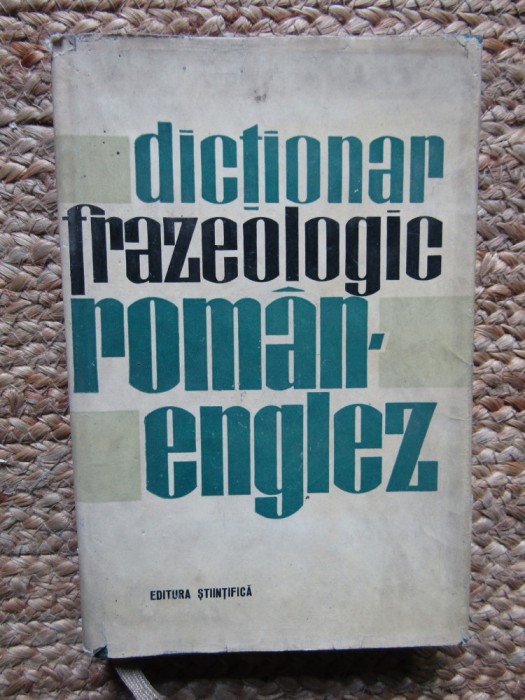 dicționar
frazeologic
român-
englez
EDITURA ȘTIINȚIFICĂ